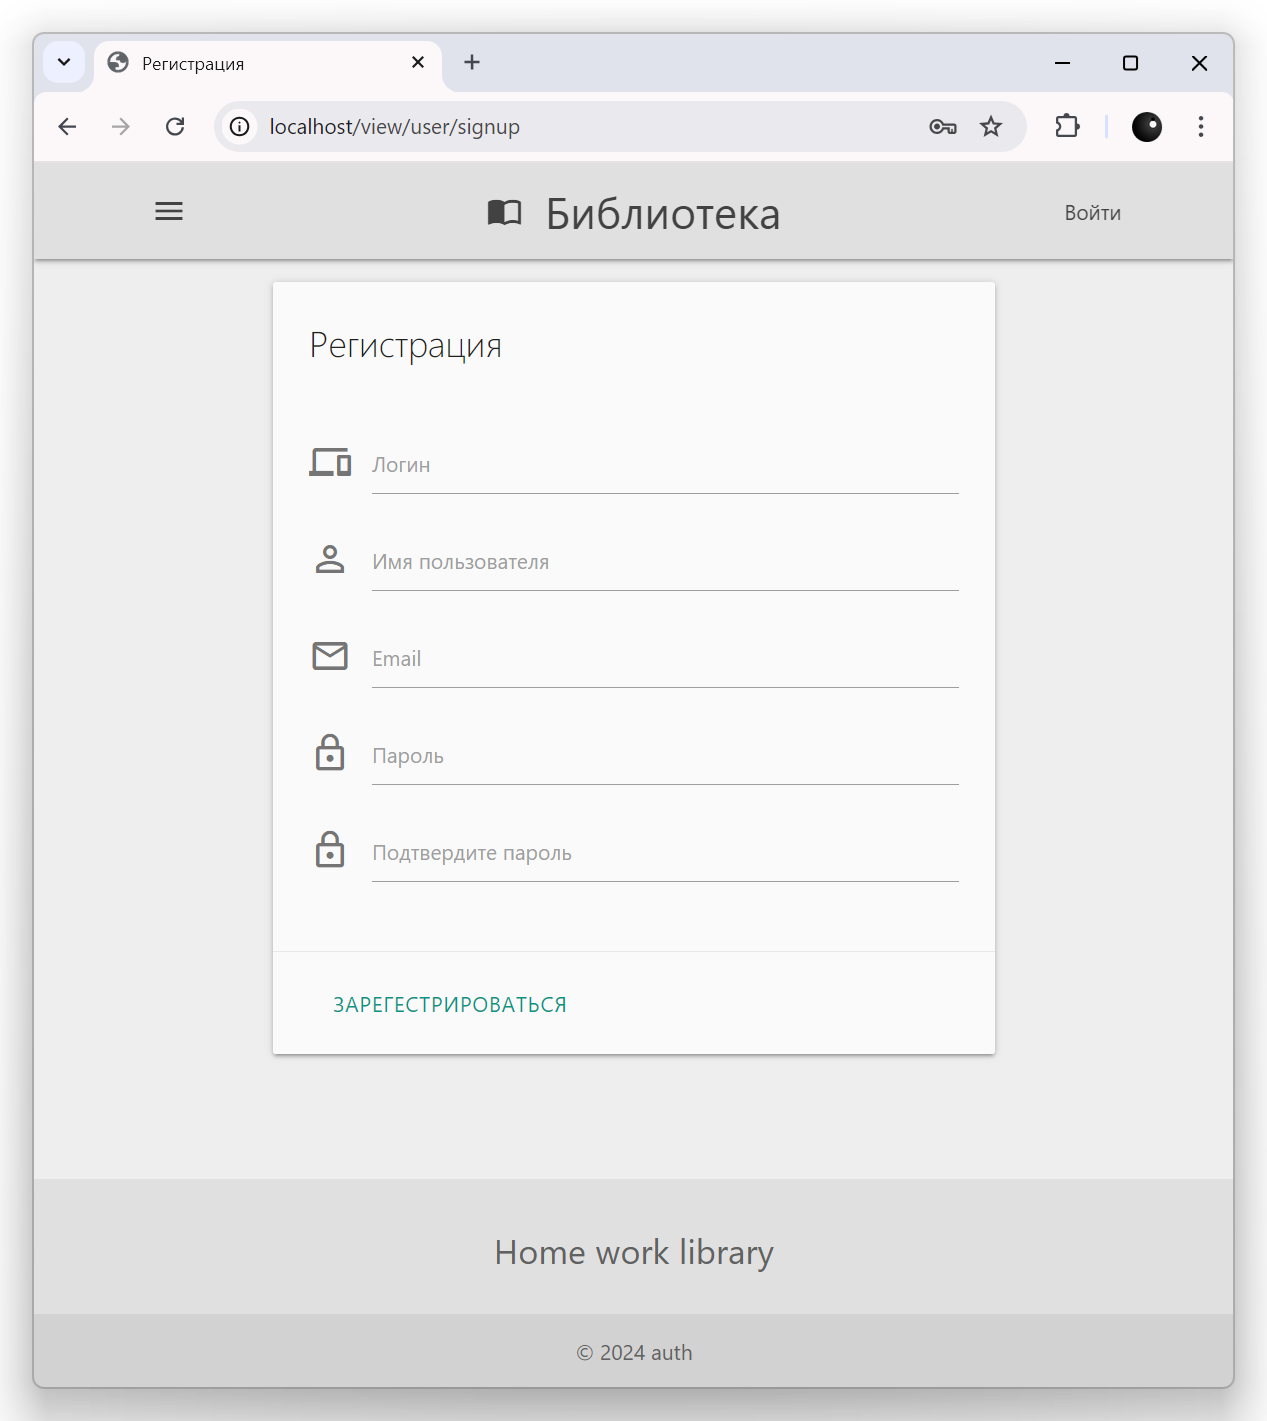 Регистрация
localhost/view/user/signup
Библиотека
Войти
Регистрация
Логин
Имя пользователя
Email
Пароль
Подтвердите пароль
ЗАРЕГЕСТРИРОВАТЬСЯ
Home work library
© 2024 auth